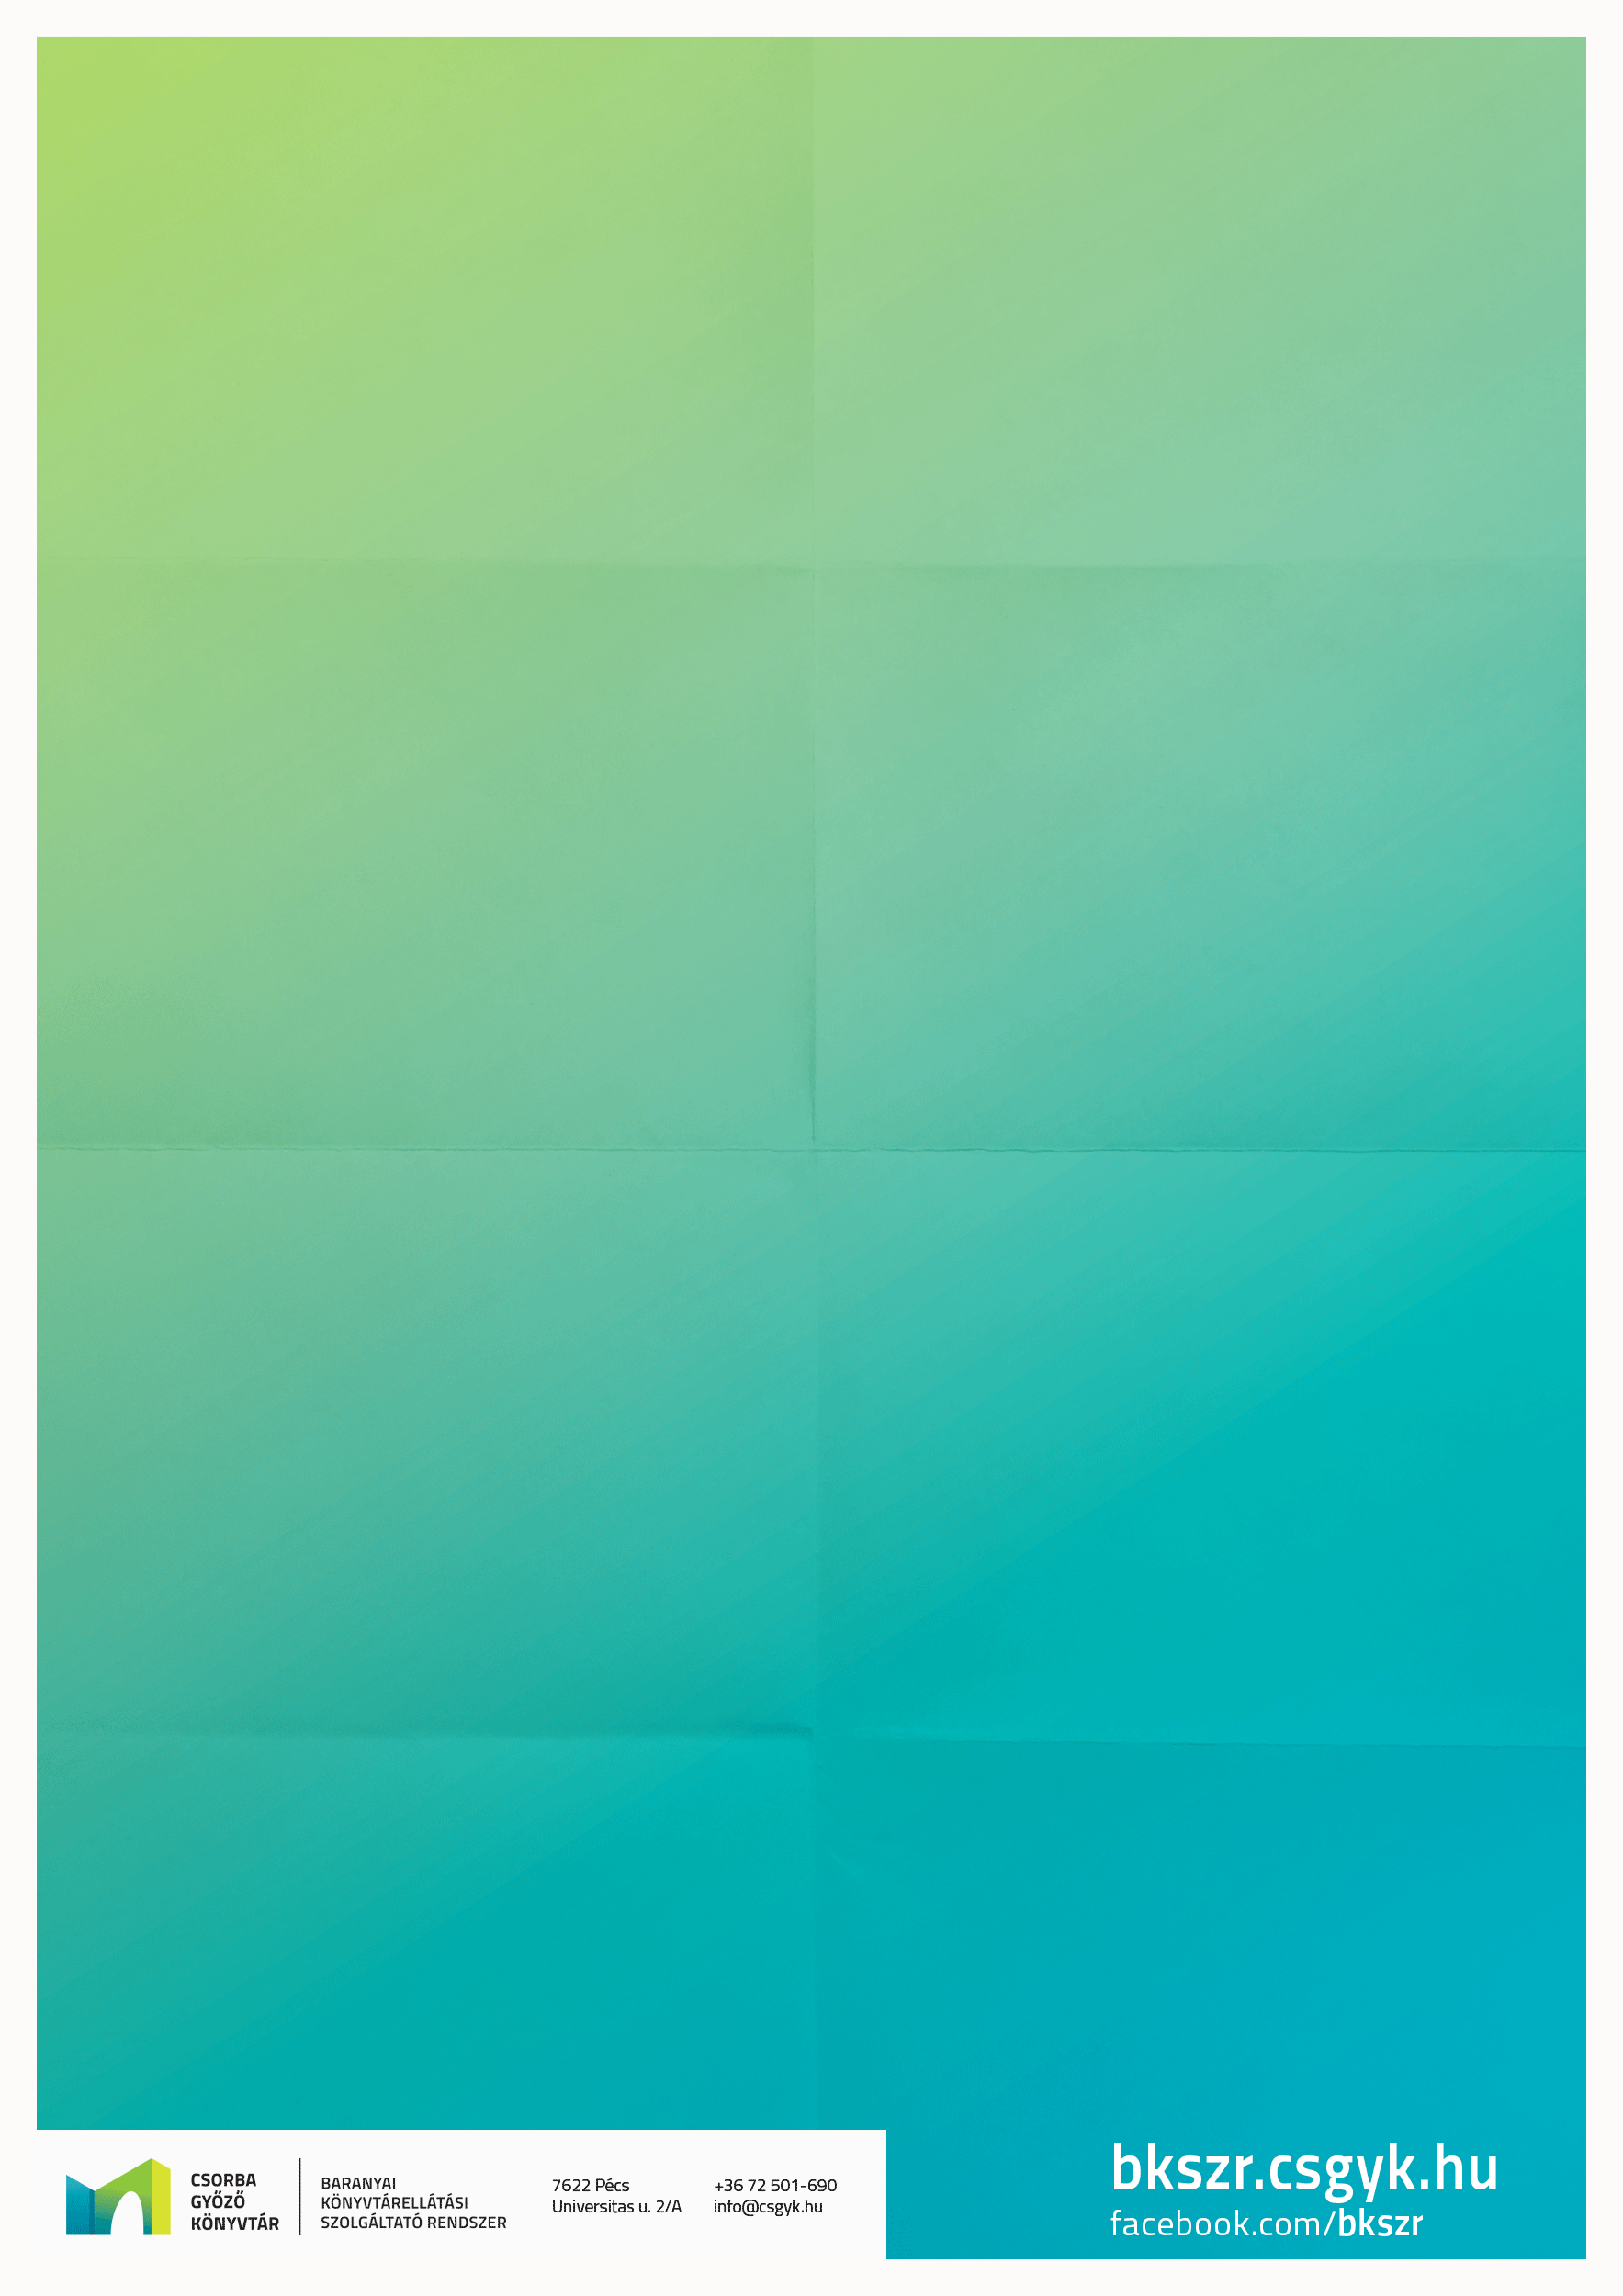 CSORBA
GYŐZŐ
KÖNYVTÁR
BARANYAI
KÖNYVTÁRELLÁTÁSI
SZOLGÁLTATÓ RENDSZER
7622 Pécs
Universitas u. 2/A
+36 72 501-690
info@csgyk.hu
bkszr.csgyk.hu
facebook.com/bkszr